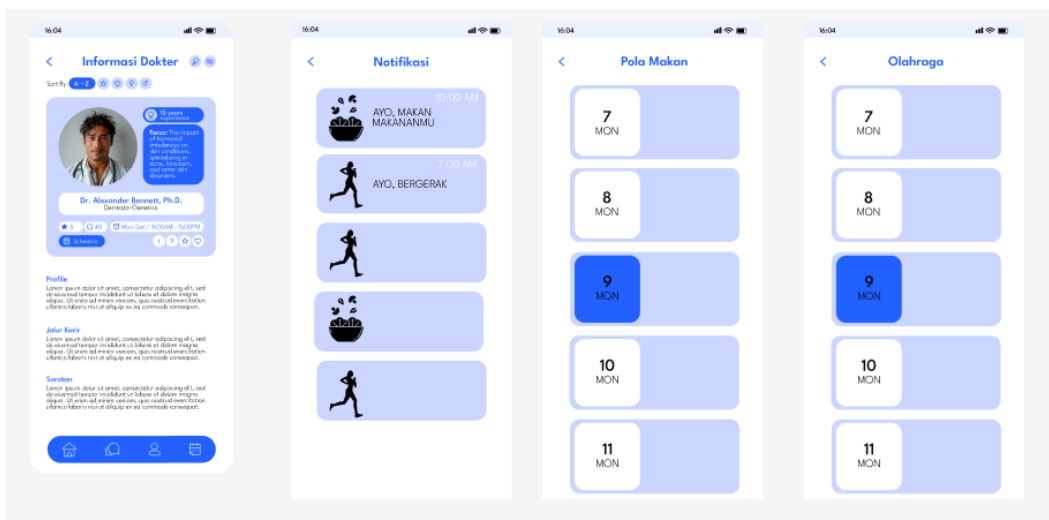 16:04
Informasi Dokter
Sort By A→Z
15 years
experience
Focus: The impact
of hormonal
imbalances on
skin conditions,
specializing in
acne, hirsutism,
and other skin
disorders.
Dr. Alexander Bennett, Ph.D.
Dermato-Genetics
5 40 Mon-Sat / 9:00AM - 5:00PM
Schedule
Profile
Lorem ipsum dolor sit amet, consectetur adipiscing elit, sed
do eiusmod tempor incididunt ut labore et dolore magna
aliqua. Ut enim ad minim veniam, quis nostrud exercitation
ullamco laboris nisi ut aliquip ex ea commodo consequat.
Jalur Karir
Lorem ipsum dolor sit amet, consectetur adipiscing elit, sed
do eiusmod tempor incididunt ut labore et dolore magna
aliqua. Ut enim ad minim veniam, quis nostrud exercitation
ullamco laboris nisi ut aliquip ex ea commodo consequat.
Sorotan
Lorem ipsum dolor sit amet, consectetur adipiscing elit, sed
do eiusmod tempor incididunt ut labore et dolore magna
aliqua. Ut enim ad minim veniam, quis nostrud exercitation
ullamco laboris nisi ut aliquip ex ea commodo consequat.
16:04
Notifikasi
10:00 AM
AYO, MAKAN
MAKANANMU
7:00 AM
AYO, BERGERAK
16:04
Pola Makan
7
MON
8
MON
9
MON
10
MON
11
MON
16:04
Olahraga
7
MON
8
MON
9
MON
10
MON
11
MON